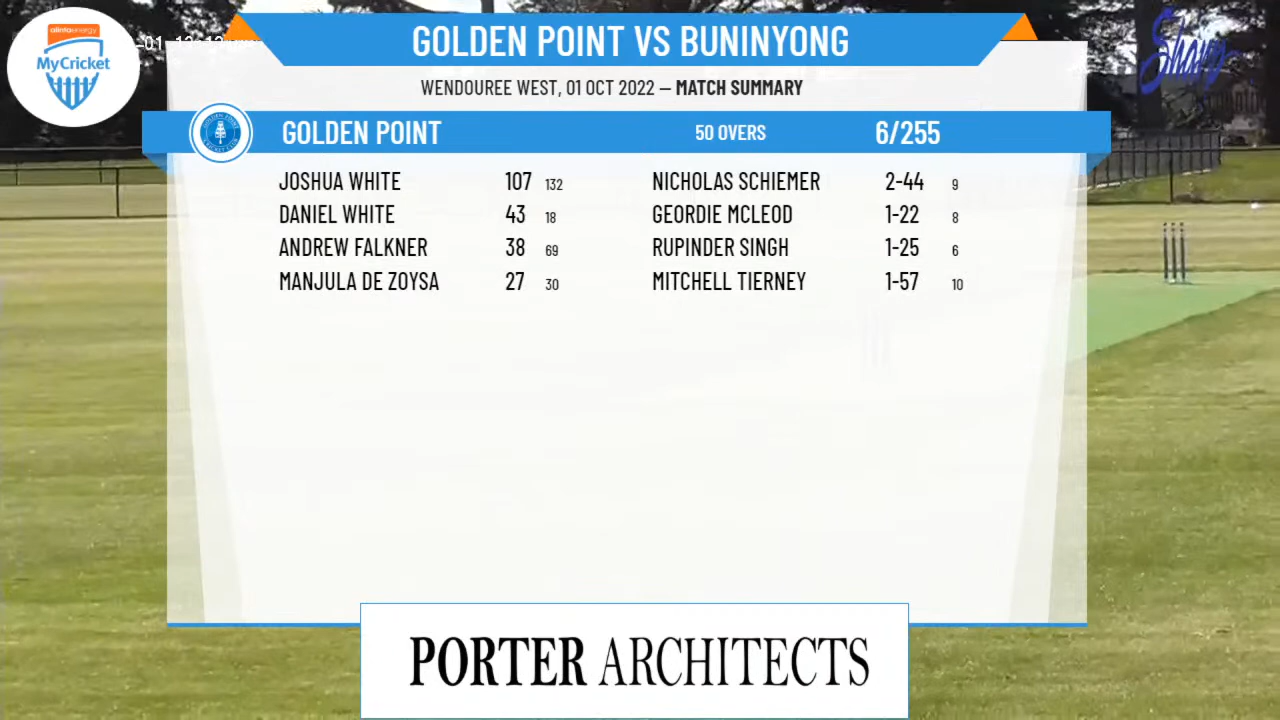 alintaenergy
MyCricket
GOLDEN POINT VS BUNINYONG
WENDOUREE WEST, 01 OCT 2022 – MATCH SUMMARY
GOLDEN POINT 50 OVERS 6/255
JOSHUA WHITE 107 132 NICHOLAS SCHIEMER 2-44 9
DANIEL WHITE 43 18 GEORDIE MCLEOD 1-22 8
ANDREW FALKNER 38 69 RUPINDER SINGH 1-25 6
MANJULA DE ZOYSA 27 30 MITCHELL TIERNEY 1-57 10
PORTER ARCHITECTS